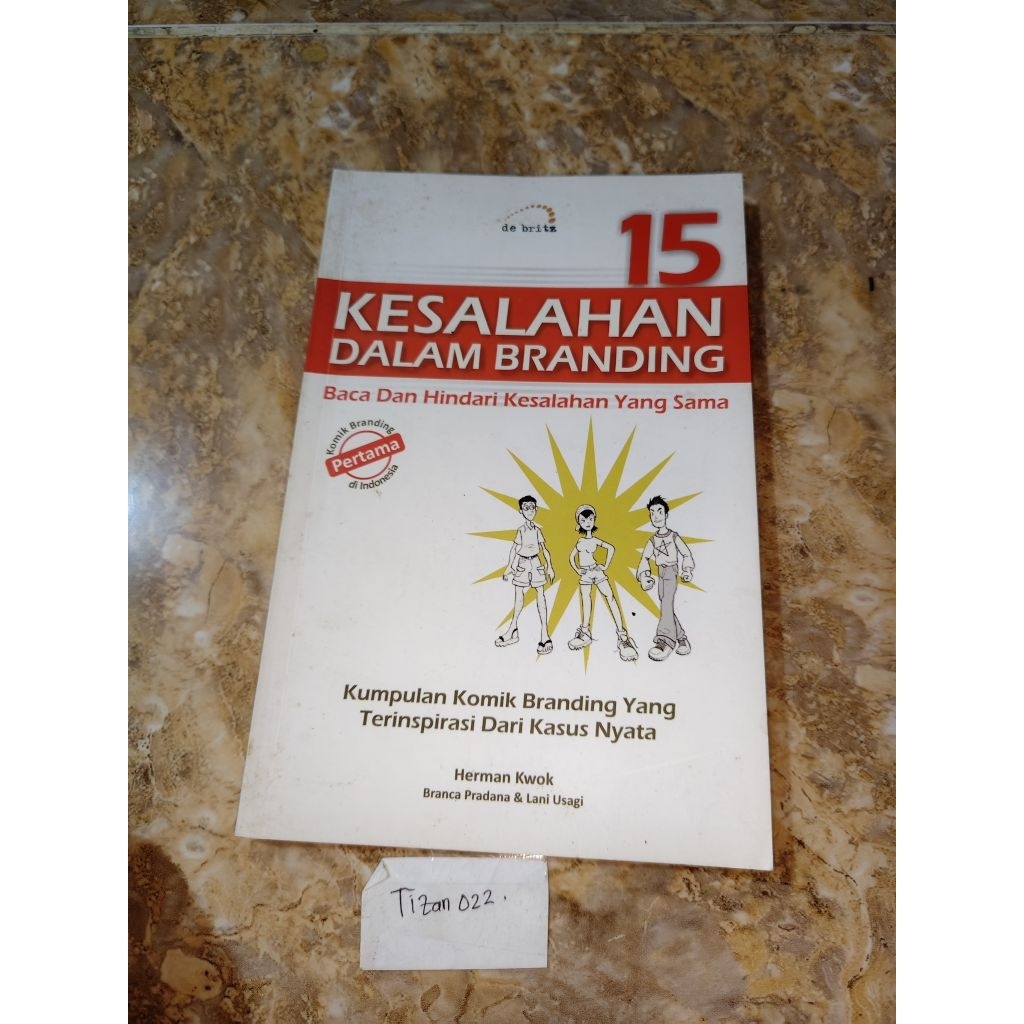 de britz
15
KESALAHAN
DALAM BRANDING
Baca Dan Hindari Kesalahan Yang Sama
Komik Branding
Pertama
di Indonesia
Kumpulan Komik Branding Yang
Terinspirasi Dari Kasus Nyata
Herman Kwok
Branca Pradana & Lani Usagi
Tizan 022.